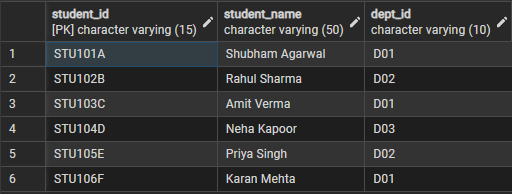 student_id student_name dept_id
[PK] character varying (15) character varying (50) character varying (10)
1 STU101A Shubham Agarwal D01
2 STU102B Rahul Sharma D02
3 STU103C Amit Verma D01
4 STU104D Neha Kapoor D03
5 STU105E Priya Singh D02
6 STU106F Karan Mehta D01